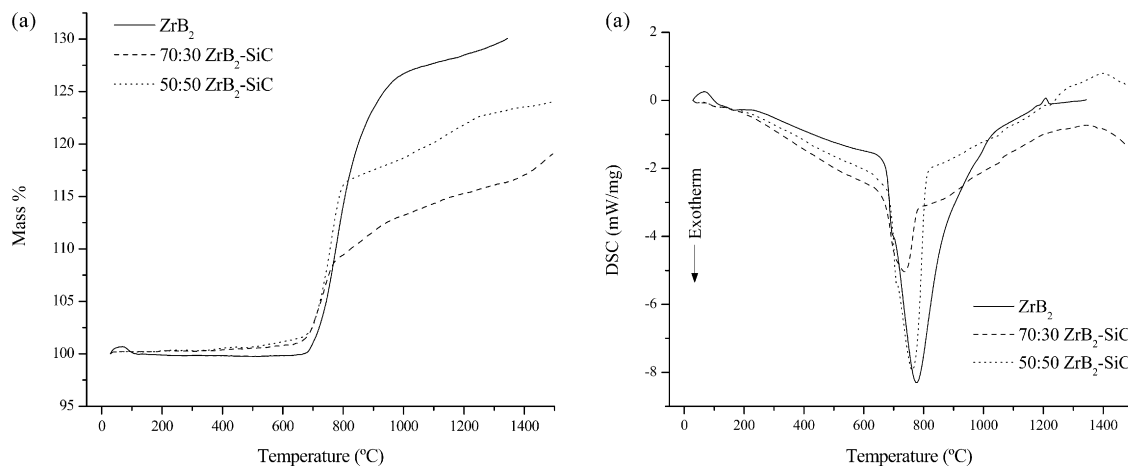 (a)
ZrB2
70:30 ZrB2-SiC
50:50 ZrB2-SiC
130
125
120
115
110
105
100
95
Mass %
0
200
400
600
800
1000
1200
1400
Temperature (ºC)
(a)
2
0
-2
-4
-6
-8
DSC (mW/mg)
Exotherm
ZrB2
70:30 ZrB2-SiC
50:50 ZrB2-SiC
0
200
400
600
800
1000
1200
1400
Temperature (ºC)